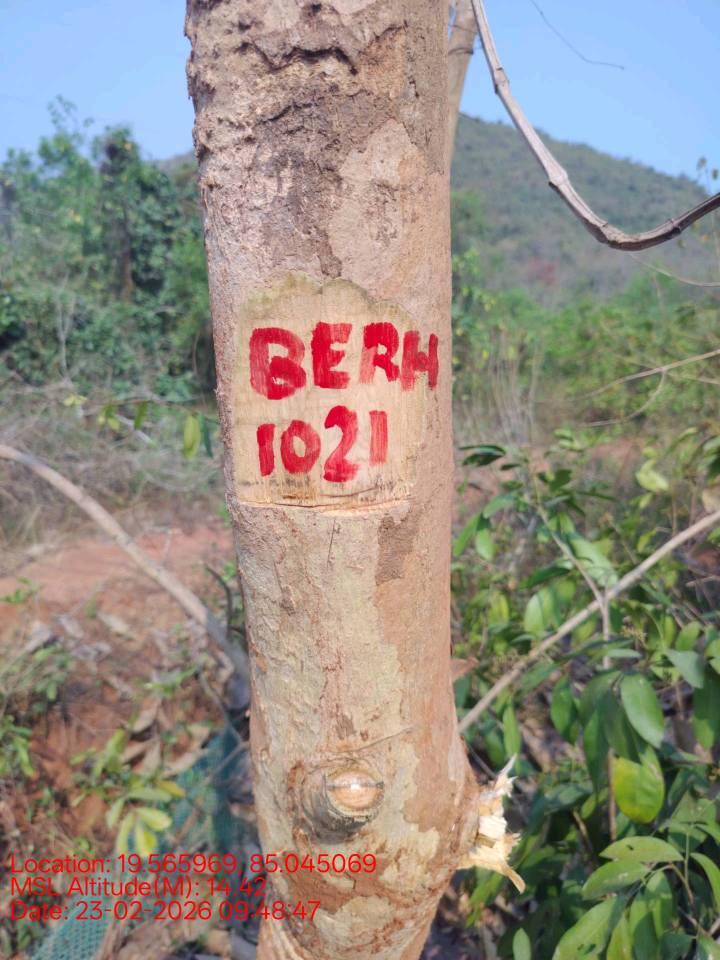 BERH
1021
Location: 19.565969, 85.045069
MSL Altitude(M): 14.42
Date: 23-02-2026 09:48:47